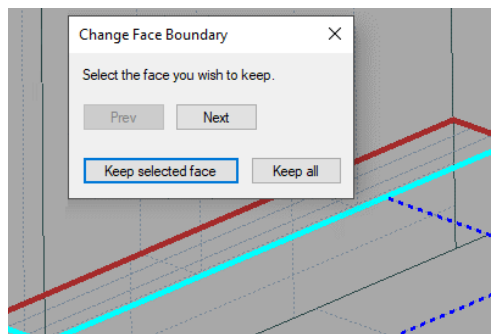 Change Face Boundary
Select the face you wish to keep.
Prev Next
Keep selected face Keep all